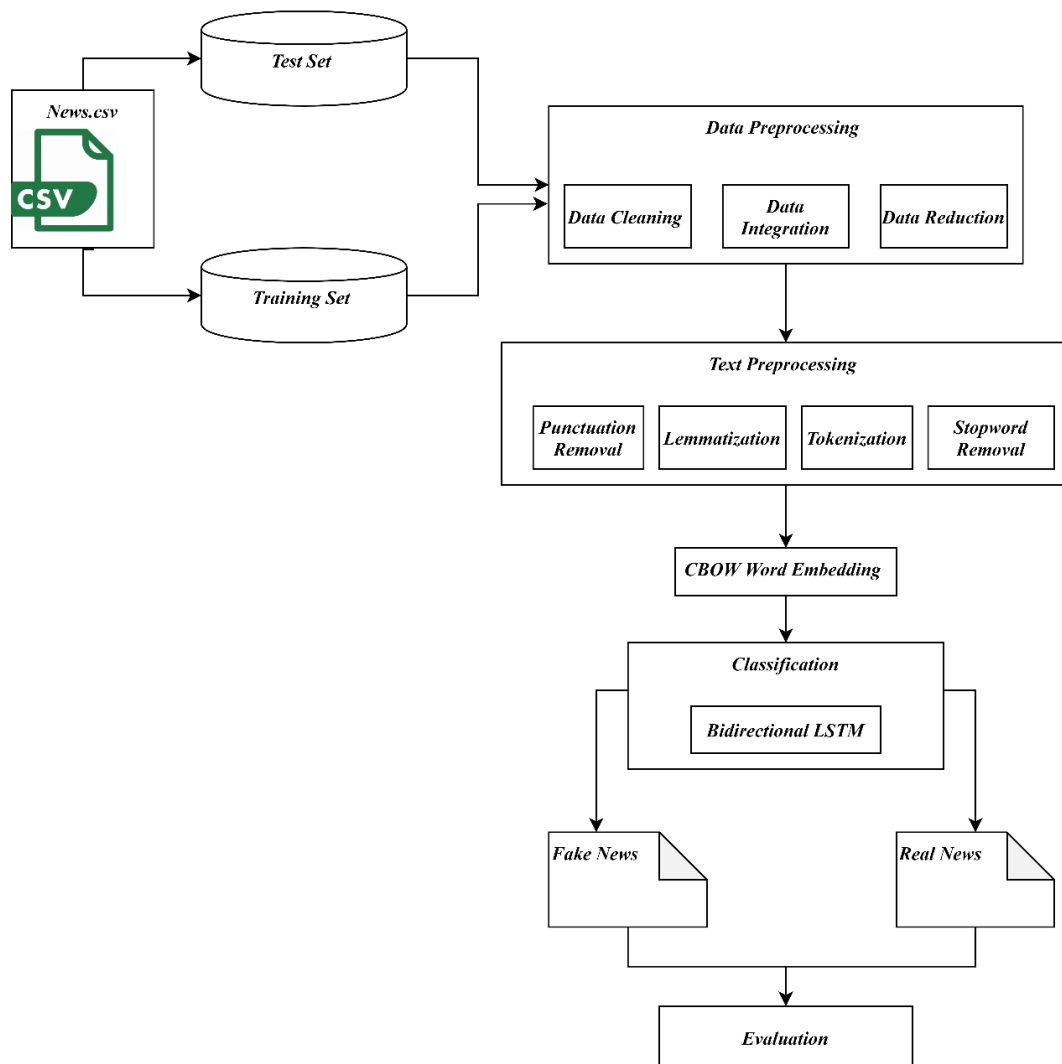 Test Set
News.csv
CSV
Training Set
Data Preprocessing
Data Cleaning
Data
Integration
Data Reduction
Text Preprocessing
Punctuation
Removal
Lemmatization
Tokenization
Stopword
Removal
CBOW Word Embedding
Classification
Bidirectional LSTM
Fake News
Real News
Evaluation